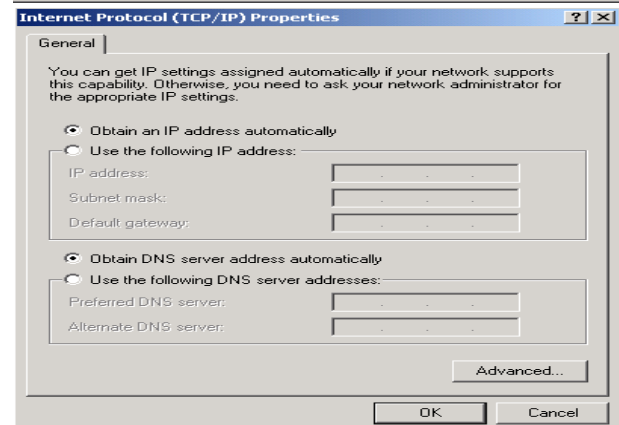 Internet Protocol (TCP/IP) Properties
General
You can get IP settings assigned automatically if your network supports
this capability. Otherwise, you need to ask your network administrator for
the appropriate IP settings.
Obtain an IP address automatically
Use the following IP address:
IP address:
Subnet mask:
Default gateway:
Obtain DNS server address automatically
Use the following DNS server addresses:
Preferred DNS server:
Alternate DNS server:
Advanced...
OK
Cancel